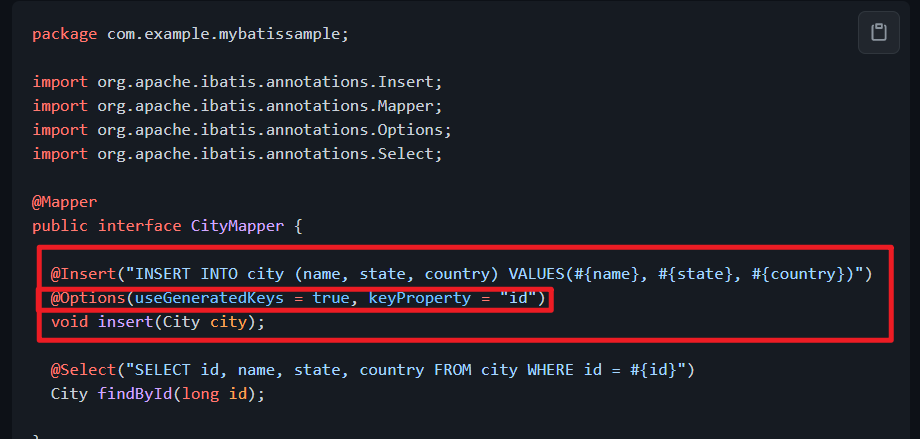 package com.example.mybatissample;
import org.apache.ibatis.annotations.Insert;
import org.apache.ibatis.annotations.Mapper;
import org.apache.ibatis.annotations.Options;
import org.apache.ibatis.annotations.Select;
@Mapper
public interface CityMapper {
@Insert("INSERT INTO city (name, state, country) VALUES(#{name}, #{state}, #{country})")
@Options(useGeneratedKeys = true, keyProperty = "id")
void insert(City city);
@Select("SELECT id, name, state, country FROM city WHERE id = #{id}")
City findById(long id);
}